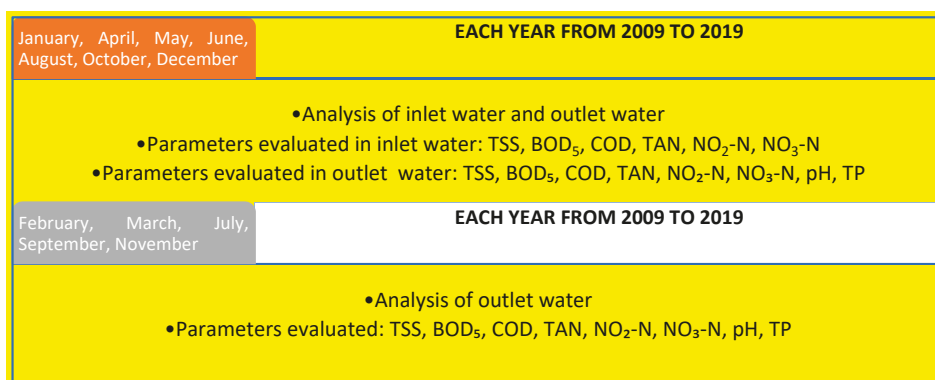 January, April, May, June,
August, October, December
EACH YEAR FROM 2009 TO 2019
•Analysis of inlet water and outlet water
•Parameters evaluated in inlet water: TSS, BOD₅, COD, TAN, NO₂-N, NO₃-N
•Parameters evaluated in outlet water: TSS, BOD₅, COD, TAN, NO₂-N, NO₃-N, pH, TP
February, March, July,
September, November
EACH YEAR FROM 2009 TO 2019
•Analysis of outlet water
•Parameters evaluated: TSS, BOD₅, COD, TAN, NO₂-N, NO₃-N, pH, TP